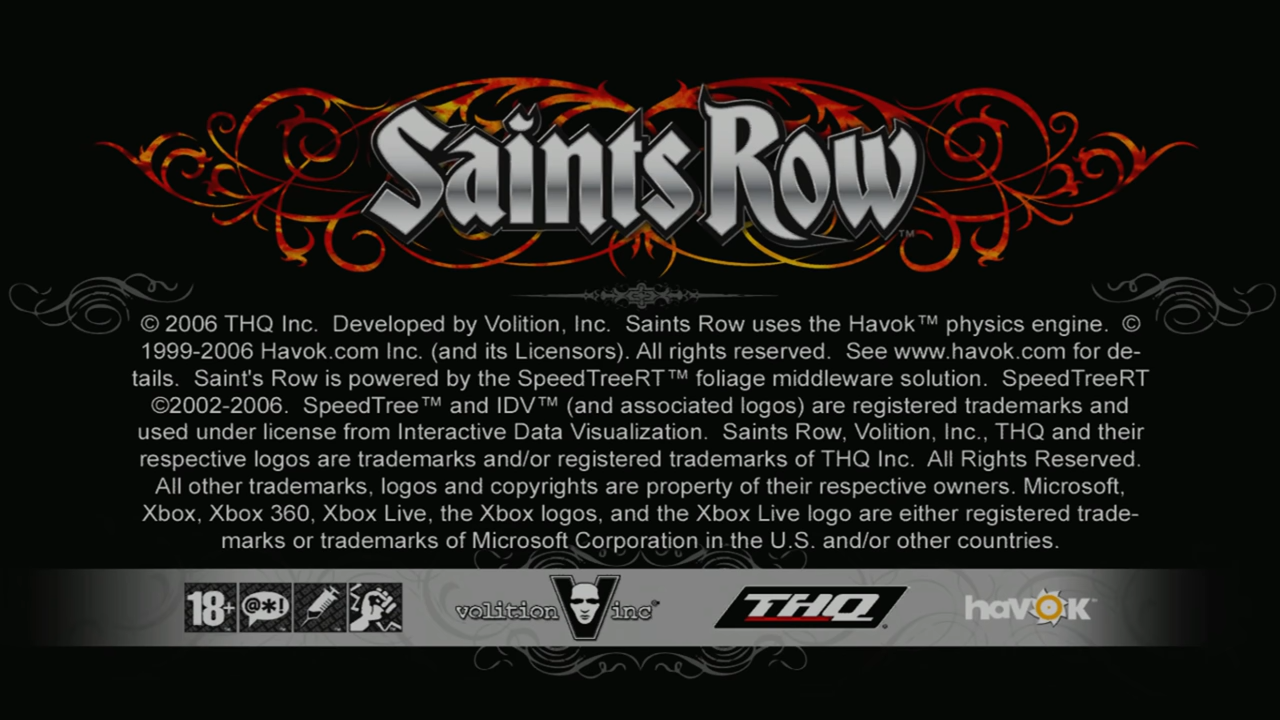 Saints Row™
© 2006 THQ Inc.  Developed by Volition, Inc.  Saints Row uses the Havok™ physics engine.  ©
1999-2006 Havok.com Inc. (and its Licensors). All rights reserved.  See www.havok.com for de-
tails.  Saint's Row is powered by the SpeedTreeRT™ foliage middleware solution.  SpeedTreeRT
©2002-2006.  SpeedTree™ and IDV™ (and associated logos) are registered trademarks and
used under license from Interactive Data Visualization.  Saints Row, Volition, Inc., THQ and their
respective logos are trademarks and/or registered trademarks of THQ Inc.  All Rights Reserved.
All other trademarks, logos and copyrights are property of their respective owners. Microsoft,
Xbox, Xbox 360, Xbox Live, the Xbox logos, and the Xbox Live logo are either registered trade-
marks or trademarks of Microsoft Corporation in the U.S. and/or other countries.
18+ @*! volition V inc® THQ® havok™